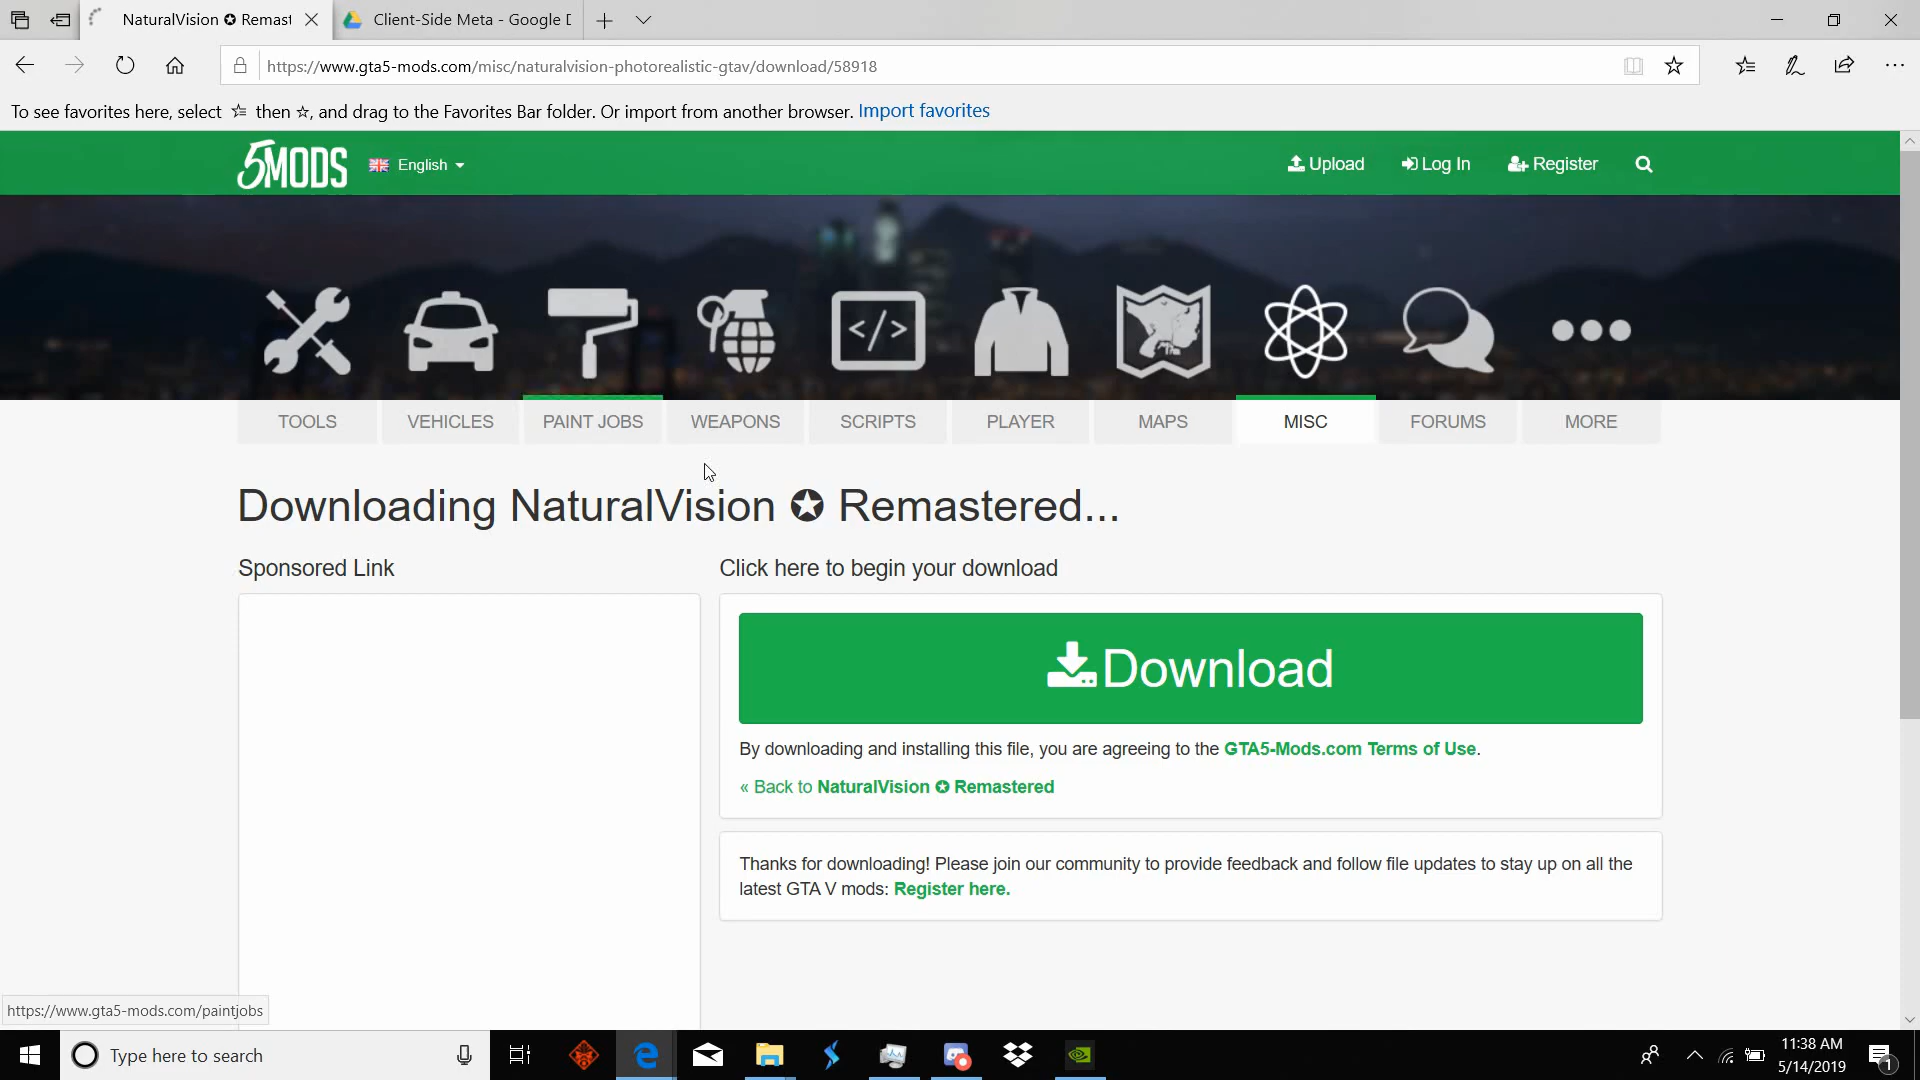 NaturalVision ✪ Remast
Client-Side Meta - Google D
https://www.gta5-mods.com/misc/naturalvision-photorealistic-gtav/download/58918
To see favorites here, select ☆ then ☆, and drag to the Favorites Bar folder. Or import from another browser. Import favorites
5MODS
English
Upload
Log In
Register
</>
TOOLS
VEHICLES
PAINT JOBS
WEAPONS
SCRIPTS
PLAYER
MAPS
MISC
FORUMS
MORE
Downloading NaturalVision ✪ Remastered...
Sponsored Link
Click here to begin your download
Download
By downloading and installing this file, you are agreeing to the GTA5-Mods.com Terms of Use.
« Back to NaturalVision ✪ Remastered
Thanks for downloading! Please join our community to provide feedback and follow file updates to stay up on all the
latest GTA V mods: Register here.
https://www.gta5-mods.com/paintjobs
Type here to search
11:38 AM
5/14/2019
1